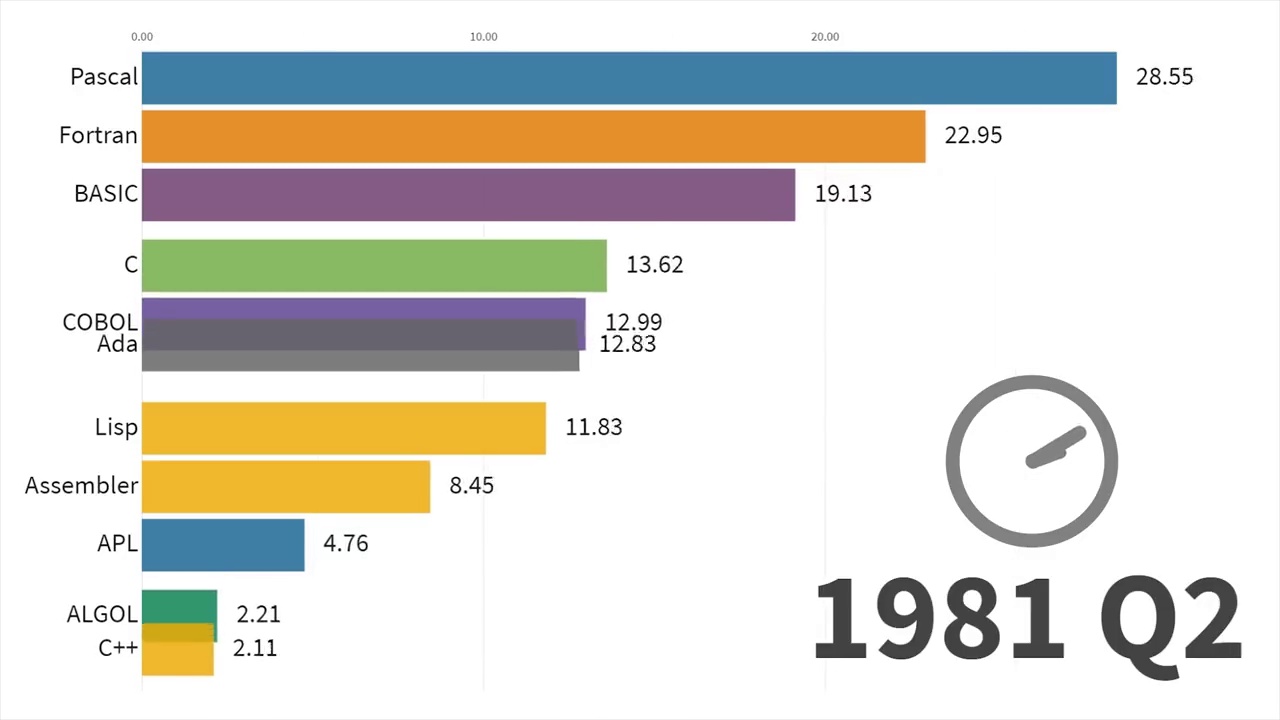 0.00 10.00 20.00
Pascal 28.55
Fortran 22.95
BASIC 19.13
C 13.62
COBOL 12.99
Ada 12.83
Lisp 11.83
Assembler 8.45
APL 4.76
ALGOL 2.21
C++ 2.11
1981 Q2